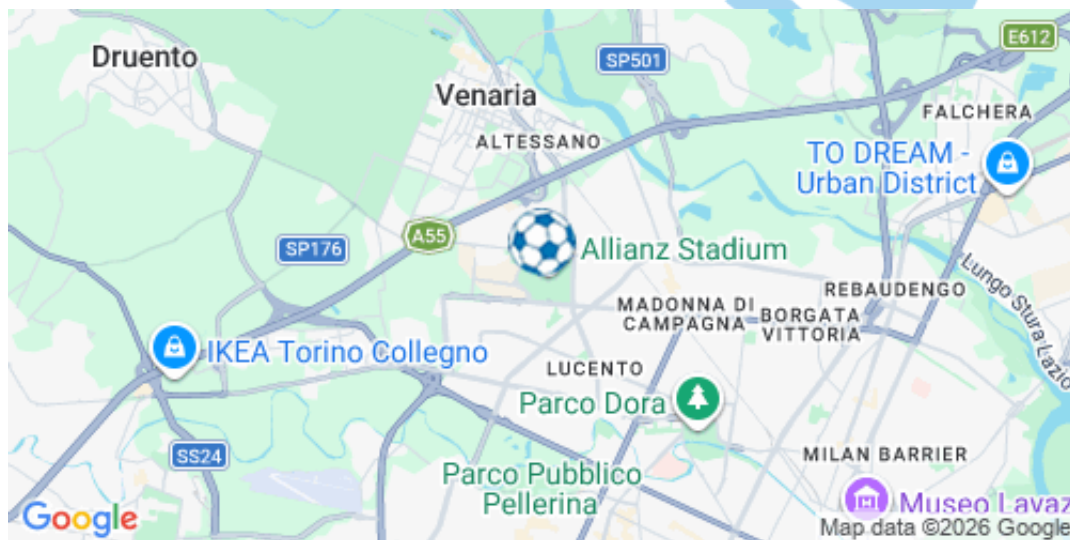 E612
Druento
SP501
Venaria
FALCHERA
ALTESSANO
TO DREAM -
Urban District
A55
SP176
Allianz Stadium
Lungo Stura Lazio
REBAUDENGO
MADONNA DI
CAMPAGNA
BORGATA
VITTORIA
IKEA Torino Collegno
LUCENTO
Parco Dora
SS24
MILAN BARRIER
Parco Pubblico
Pellerina
Museo Lavaz
Google
Map data ©2026 Google